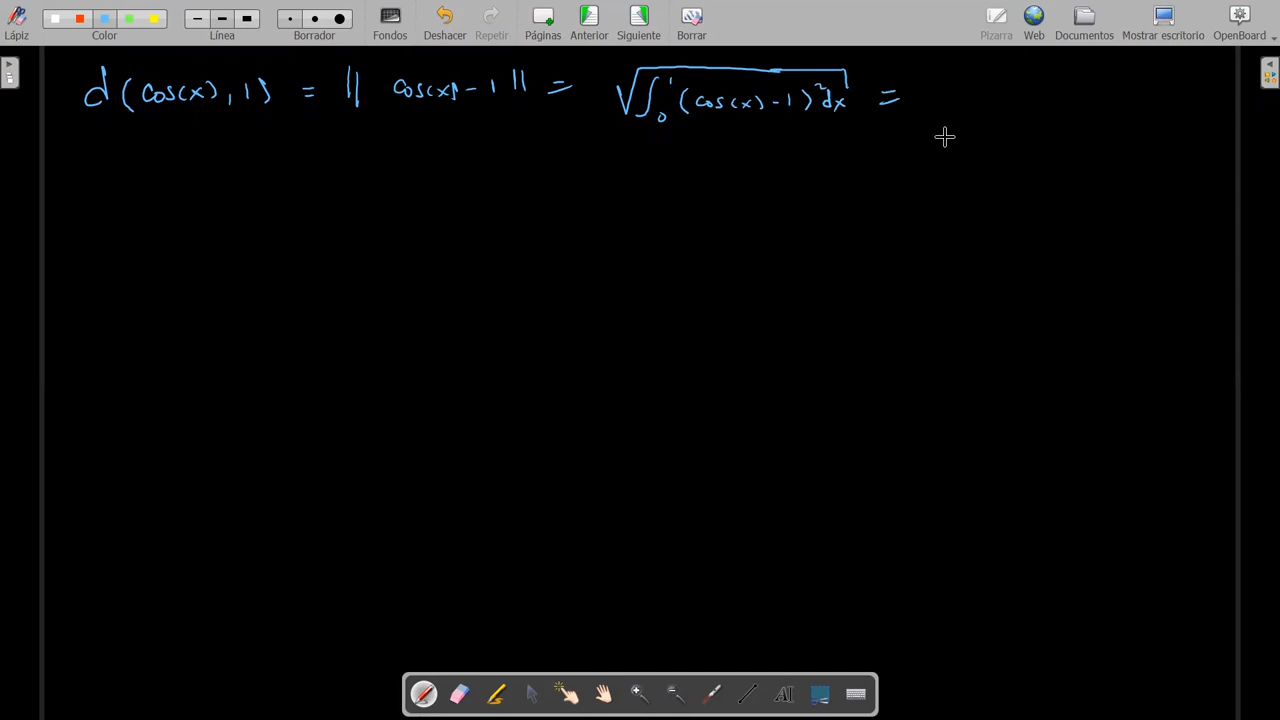 Lápiz Color Línea Borrador Fondos Deshacer Repetir Páginas Anterior Siguiente Borrar Pizarra Web Documentos Mostrar escritorio OpenBoard
d(cos(x), 1) = || cos(x) - 1 || = √∫₀¹ (cos(x) - 1)² dx =
AI